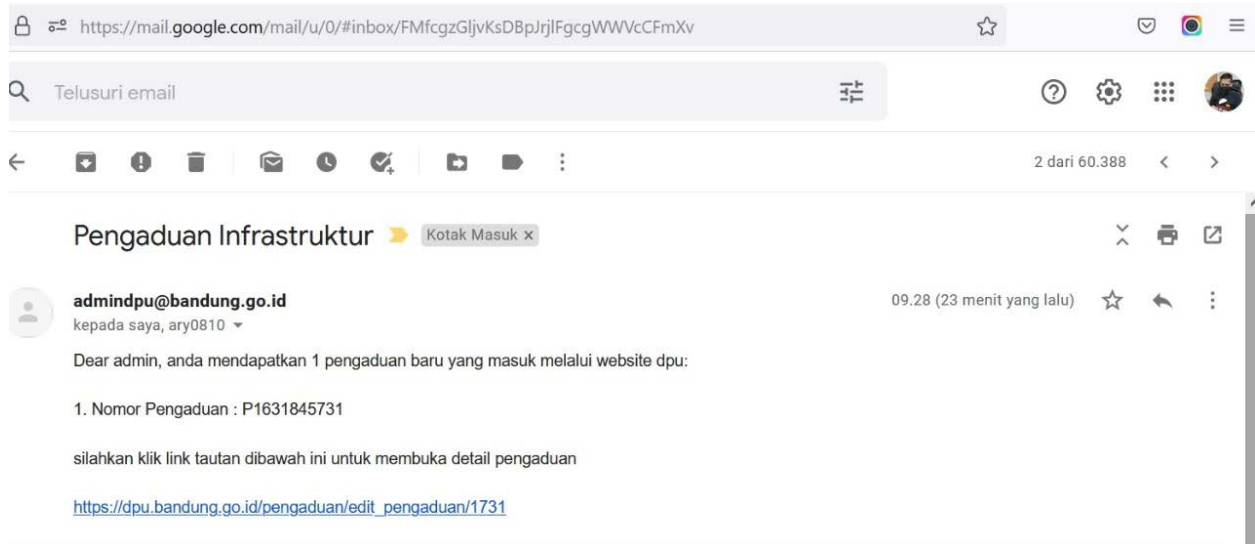 https://mail.google.com/mail/u/0/#inbox/FMfcgzGljvKsDBpJrjlFgcgWWVcCFmXv
Telusuri email
2 dari 60.388
Pengaduan Infrastruktur Kotak Masuk ×
admindpu@bandung.go.id 09.28 (23 menit yang lalu)
kepada saya, ary0810
Dear admin, anda mendapatkan 1 pengaduan baru yang masuk melalui website dpu:
1. Nomor Pengaduan : P1631845731
silahkan klik link tautan dibawah ini untuk membuka detail pengaduan
https://dpu.bandung.go.id/pengaduan/edit_pengaduan/1731